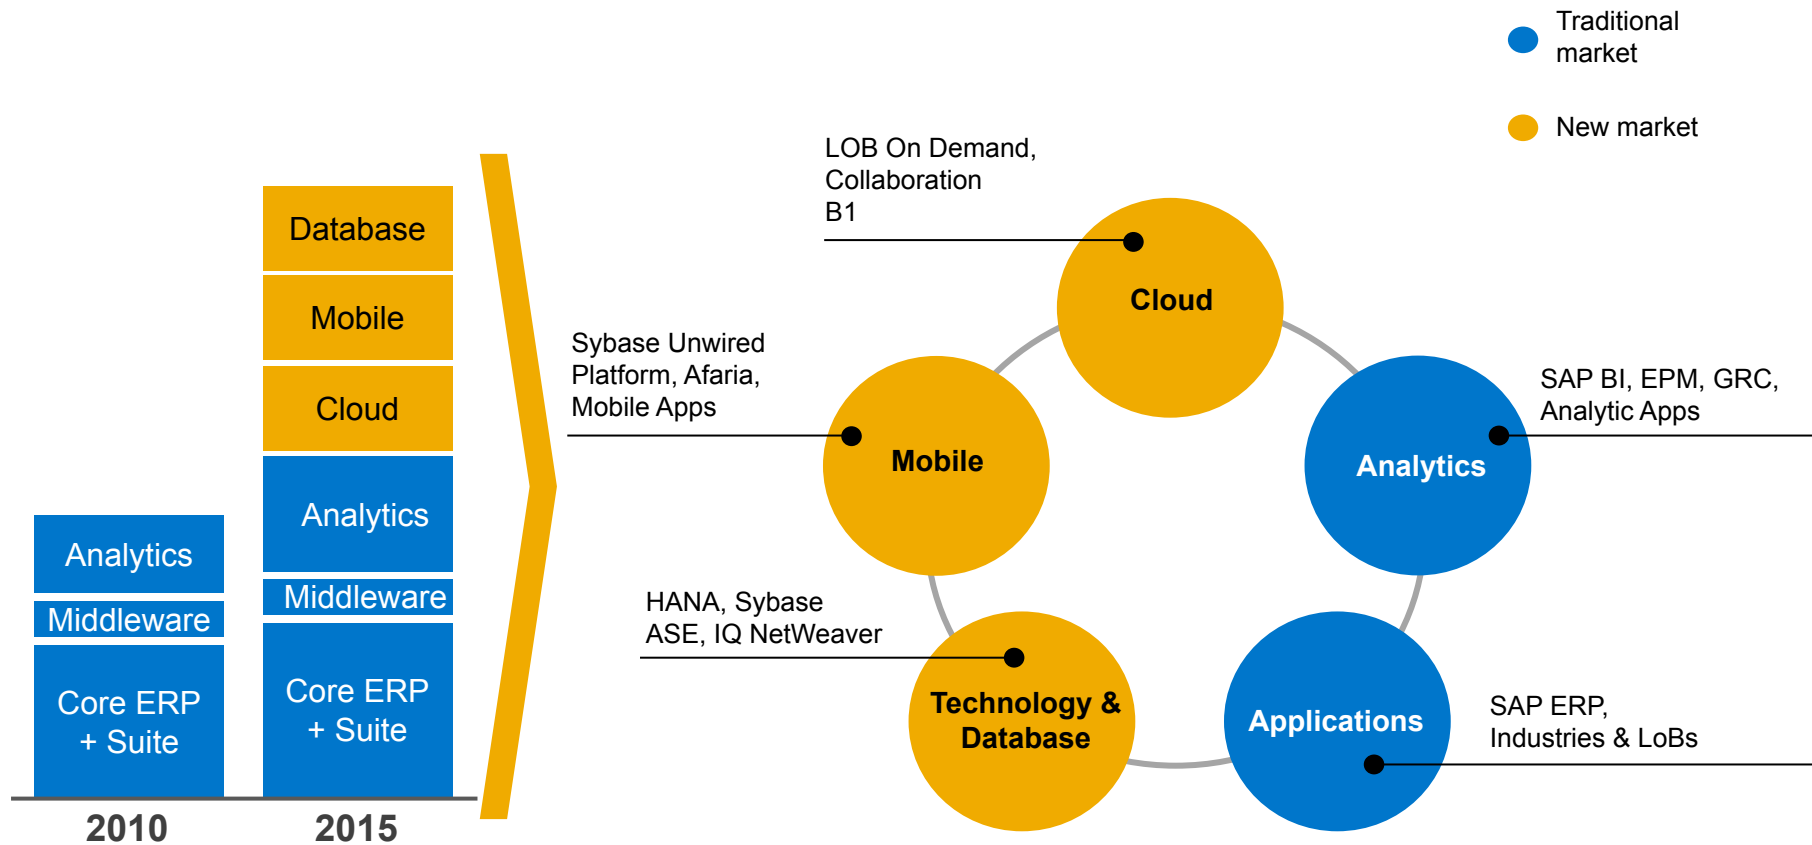 Traditional
market
New market
LOB On Demand,
Collaboration
B1
Cloud
Database
Mobile
Cloud
Analytics
Middleware
Core ERP
+ Suite
Analytics
Middleware
Core ERP
+ Suite
2010
2015
Sybase Unwired
Platform, Afaria,
Mobile Apps
Mobile
SAP BI, EPM, GRC,
Analytic Apps
Analytics
HANA, Sybase
ASE, IQ NetWeaver
Technology &
Database
Applications
SAP ERP,
Industries & LoBs